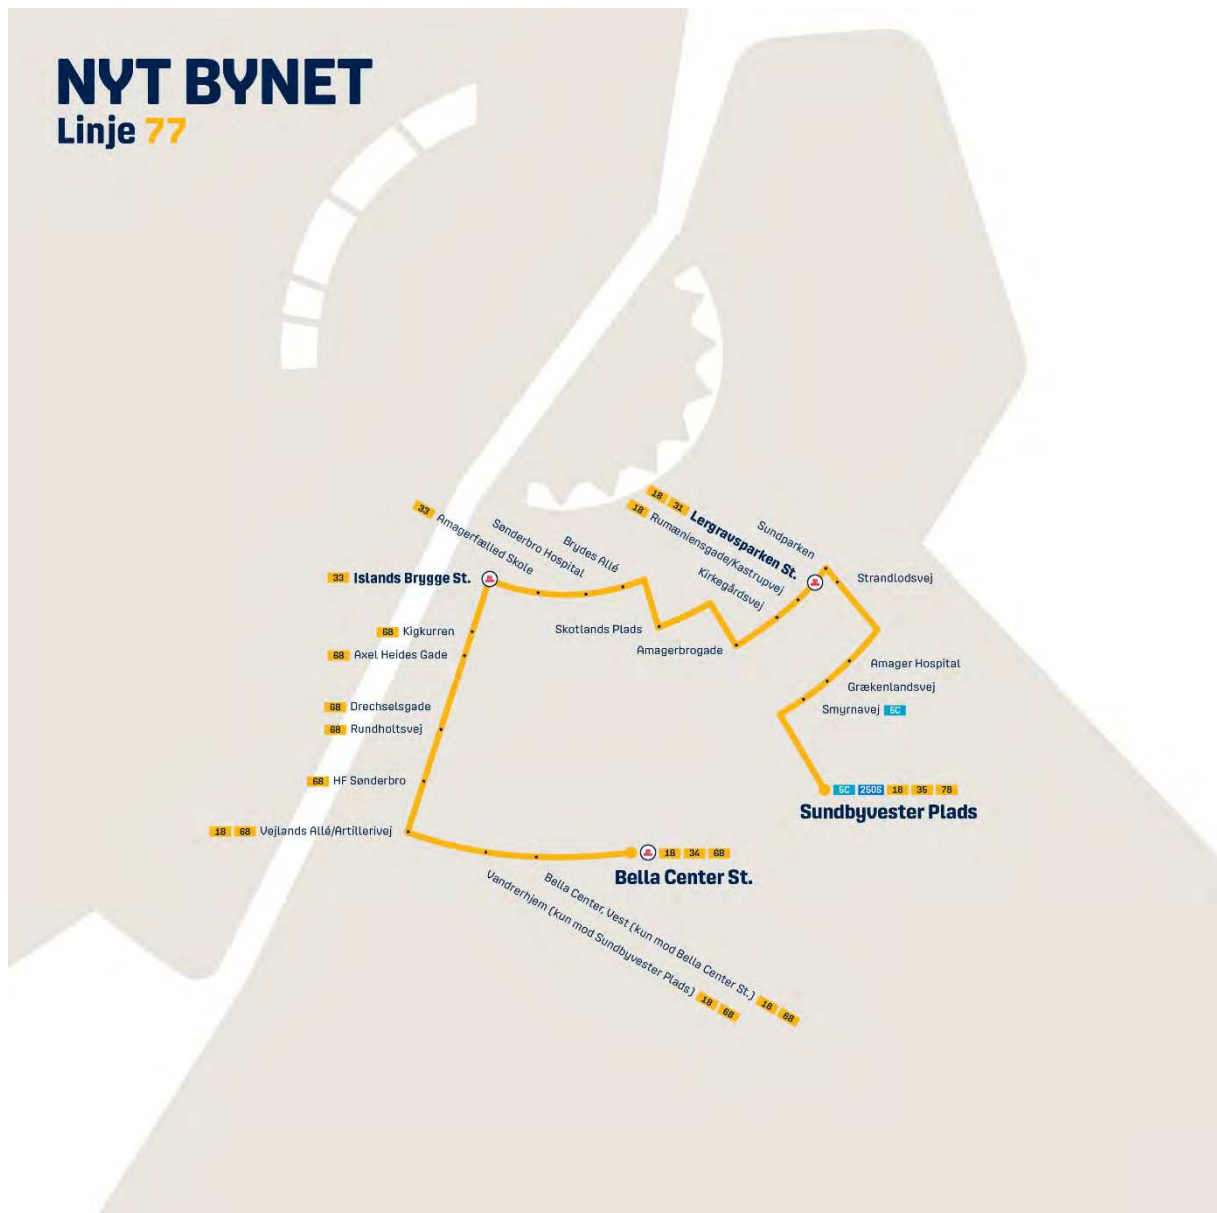 NYT BYNET
Linje 77
18 31 Lergravsparken St.
18 Rumæniensgade/Kastrupvej
Kirkegårdsvej
Sundparken
Strandlodsvej
33 Amagerfælled Skole
Sønderbro Hospital
Brydes Allé
33 Islands Brygge St.
Skotlands Plads
Amagerbrogade
68 Kigkurren
68 Axel Heides Gade
Amager Hospital
Grækenlandsvej
Smyrnavej 5C
68 Drechselsgade
68 Rundholtsvej
68 HF Sønderbro
5C 250S 18 35 78
Sundbyvester Plads
18 68 Vejlands Allé/Artillerivej
18 34 68
Bella Center St.
Bella Center, Vest (kun mod Bella Center St.) 18 68
Vandrerhjem (kun mod Sundbyvester Plads) 18 68